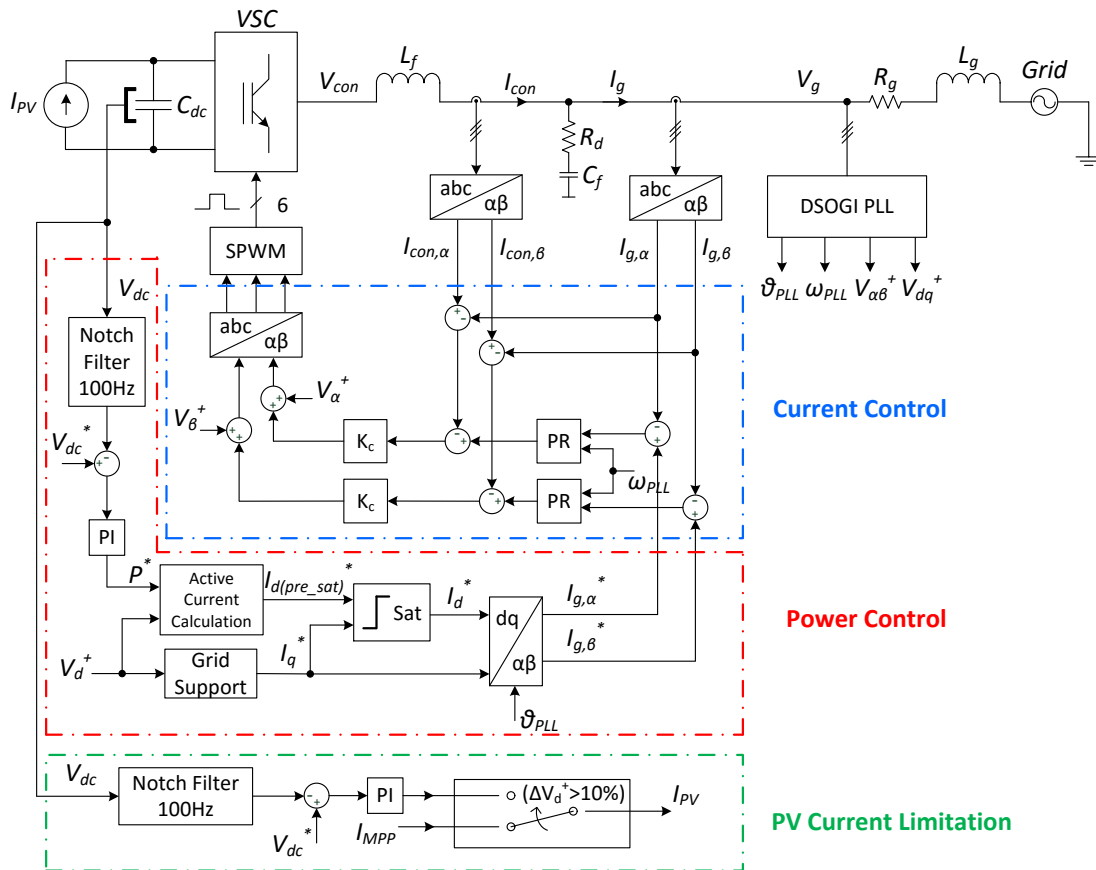 VSC
L_f
L_g
Grid
V_con
I_con
I_g
V_g
R_g
I_PV
C_dc
R_d
C_f
6
abc
αβ
abc
αβ
DSOGI PLL
SPWM
I_con,α
I_con,β
I_g,α
I_g,β
ϑ_PLL
ω_PLL
V_αβ^+
V_dq^+
V_dc
Notch
Filter
100Hz
abc
αβ
V_α^+
V_β^+
Current Control
V_dc^*
K_c
PR
ω_PLL
K_c
PR
PI
P^*
Active
Current
Calculation
I_d(pre_sat)^*
Sat
I_d^*
dq
αβ
I_g,α^*
I_g,β^*
Power Control
V_d^+
Grid
Support
I_q^*
ϑ_PLL
V_dc
Notch Filter
100Hz
V_dc^*
PI
I_MPP
(ΔV_d^+>10%)
I_PV
PV Current Limitation